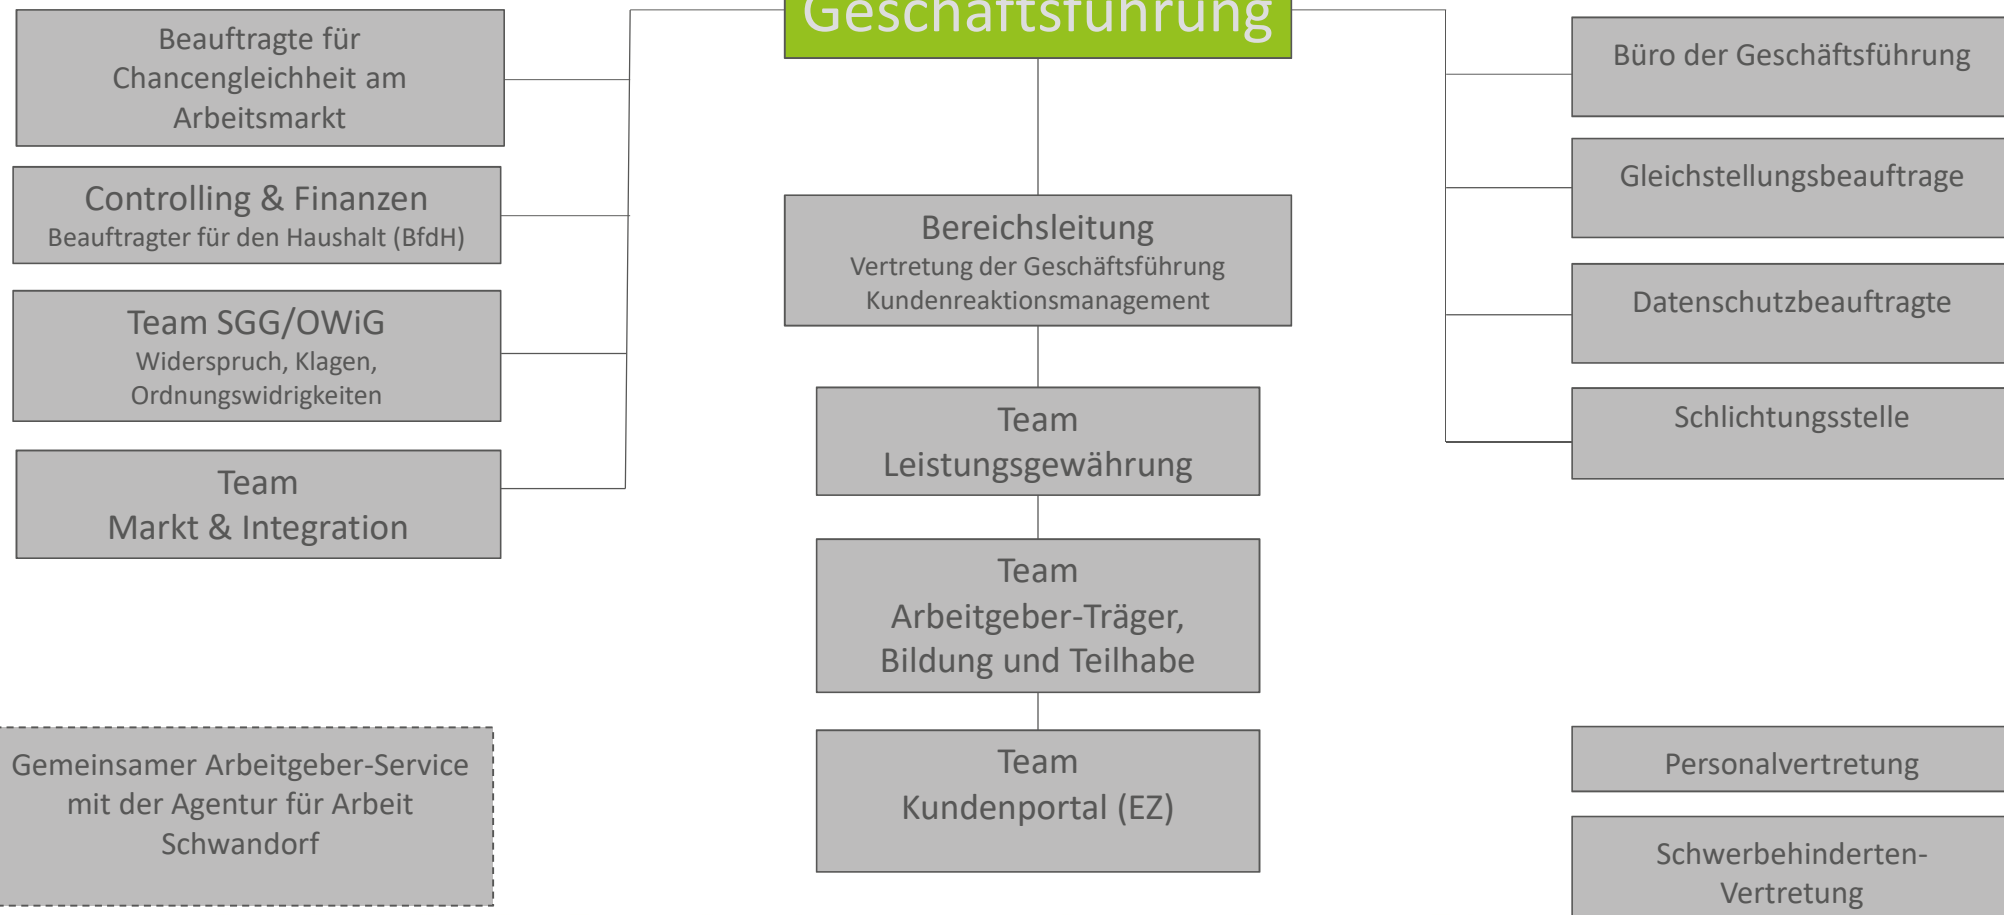 Geschäftsführung
Beauftragte für
Chancengleichheit am
Arbeitsmarkt
Controlling & Finanzen
Beauftragter für den Haushalt (BfdH)
Team SGG/OWiG
Widerspruch, Klagen,
Ordnungswidrigkeiten
Team
Markt & Integration
Gemeinsamer Arbeitgeber-Service
mit der Agentur für Arbeit
Schwandorf
Bereichsleitung
Vertretung der Geschäftsführung
Kundenreaktionsmanagement
Team
Leistungsgewährung
Team
Arbeitgeber-Träger,
Bildung und Teilhabe
Team
Kundenportal (EZ)
Büro der Geschäftsführung
Gleichstellungsbeauftrage
Datenschutzbeauftragte
Schlichtungsstelle
Personalvertretung
Schwerbehinderten-
Vertretung